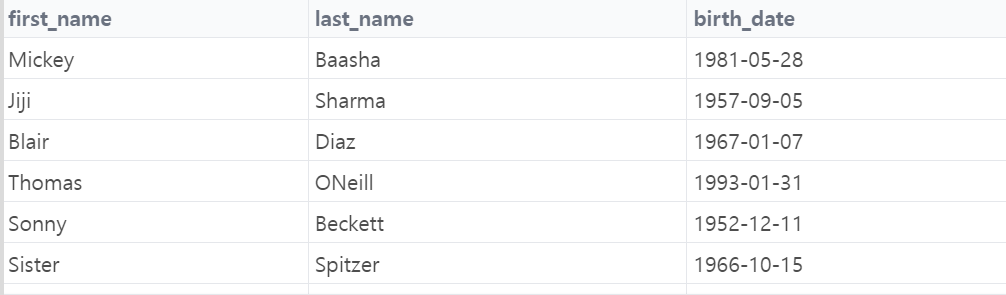 first_name last_name birth_date
Mickey Baasha 1981-05-28
Jiji Sharma 1957-09-05
Blair Diaz 1967-01-07
Thomas ONeill 1993-01-31
Sonny Beckett 1952-12-11
Sister Spitzer 1966-10-15